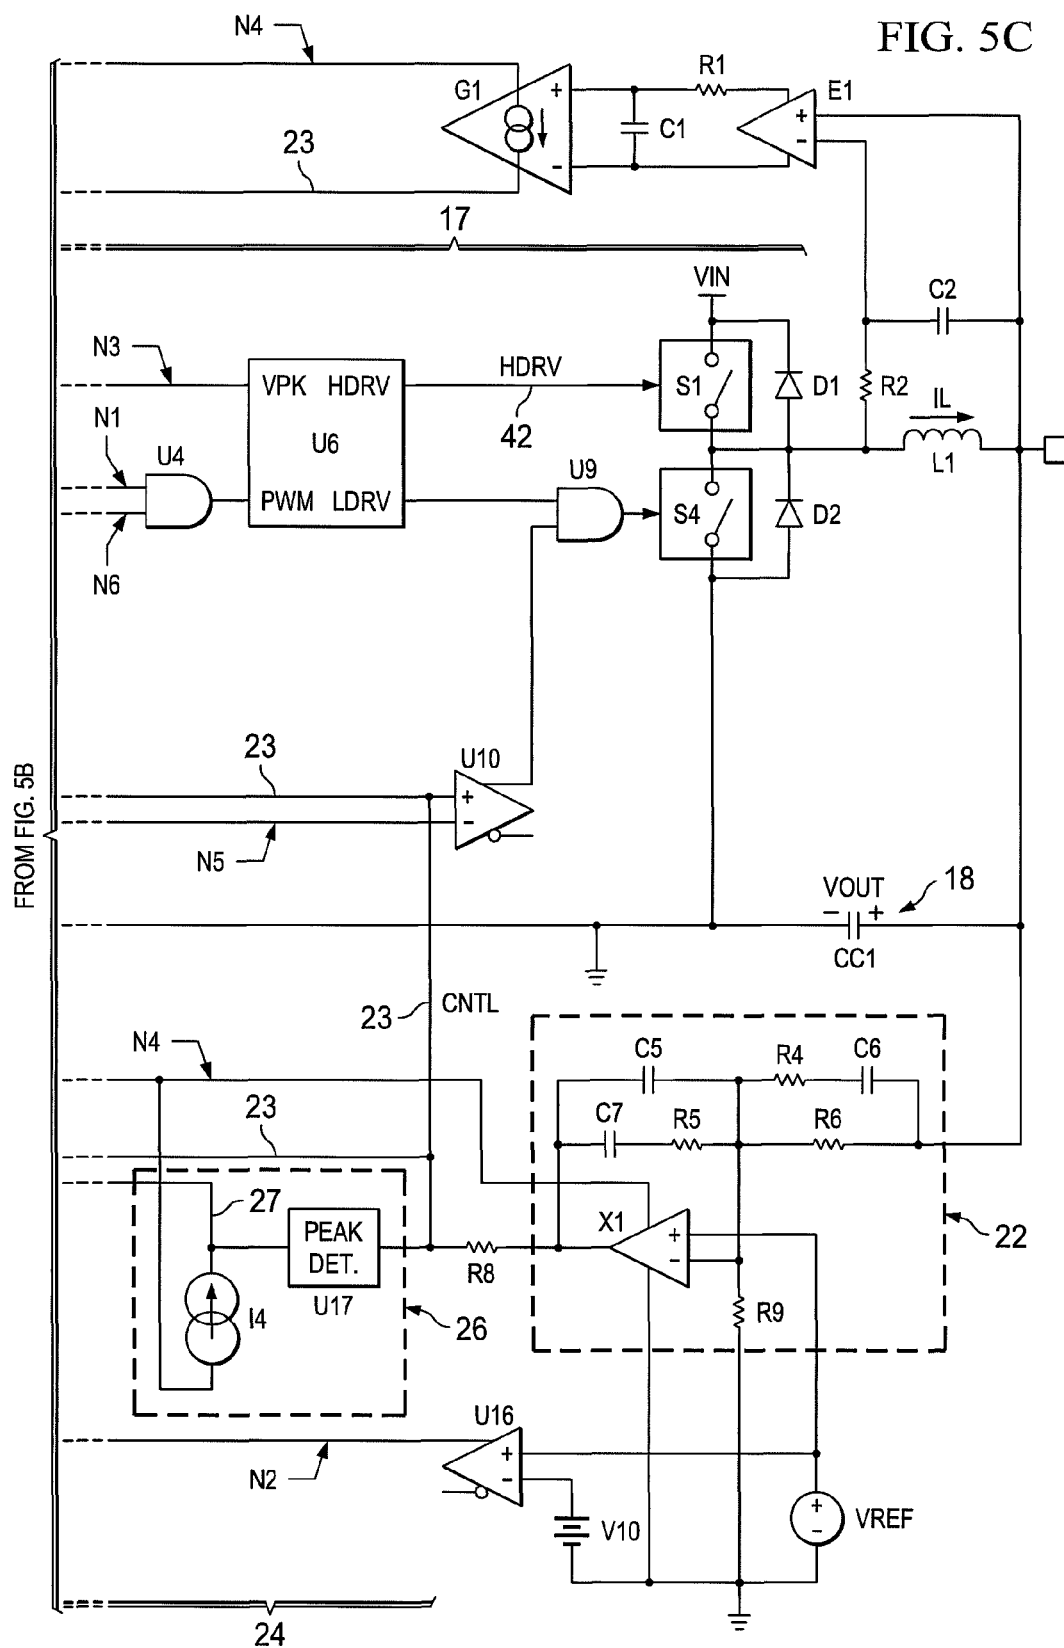 FIG. 5C
N4
G1
+
-
R1
C1
E1
+
-
23
17
VIN
C2
N3
VPK HDRV
HDRV
42
S1
D1
R2
IL
L1
N1
U4
U6
U9
PWM LDRV
S4
D2
N6
FROM FIG. 5B
23
U10
+
-
N5
VOUT
18
- +
CC1
23
CNTL
N4
C5
R4
C6
23
C7
R5
R6
27
PEAK
DET.
U17
I4
26
R8
X1
+
-
22
R9
U16
+
-
N2
V10
+
-
VREF
24